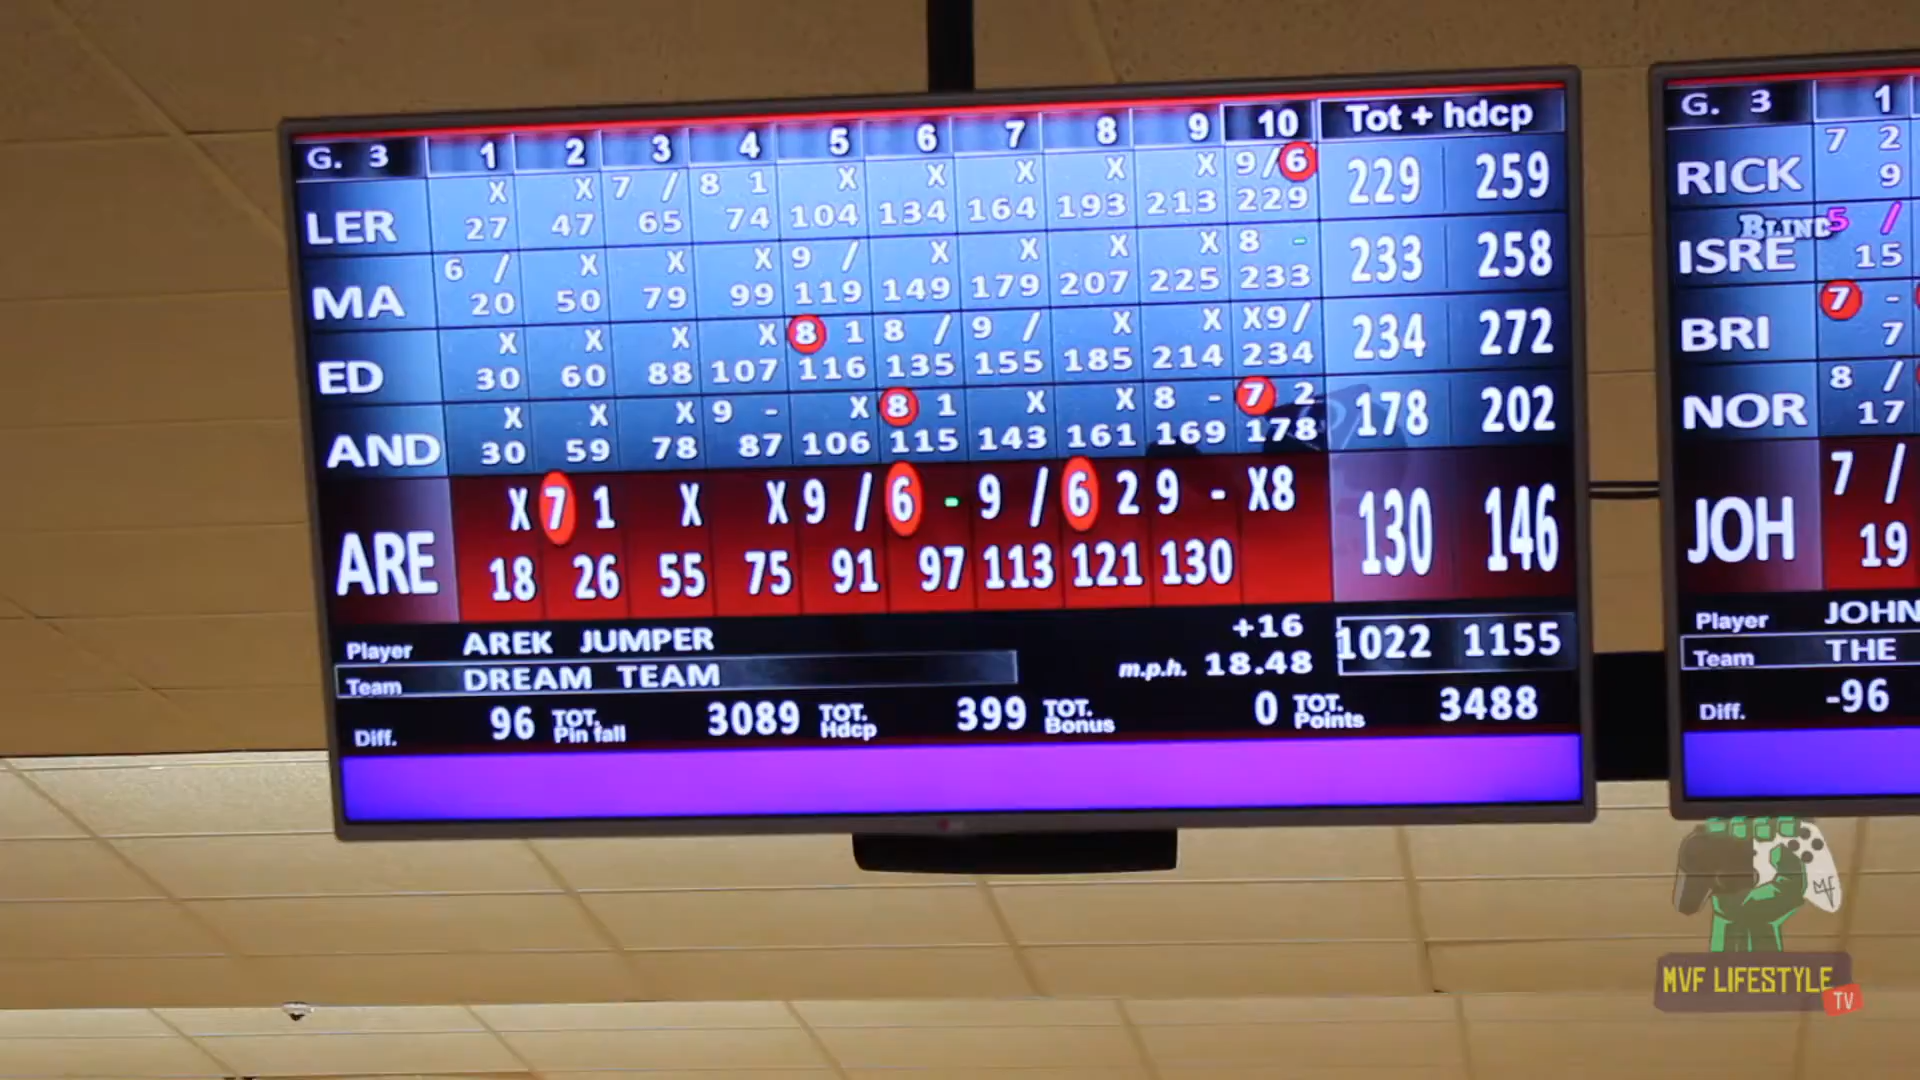 G. 3 1 2 3 4 5 6 7 8 9 10 Tot + hdcp
X X 7 / 8 1 X X X X X 9/6
LER 27 47 65 74 104 134 164 193 213 229 229 259
6 / X X X 9 / X X X X 8 -
MA 20 50 79 99 119 149 179 207 225 233 233 258
X X X X 8 1 8 / 9 / X X X9/
ED 30 60 88 107 116 135 155 185 214 234 234 272
X X X 9 - X 8 1 X X 8 - 7 2
AND 30 59 78 87 106 115 143 161 169 178 178 202
X 7 1 X X 9 / 6 - 9 / 6 2 9 - X8
ARE 18 26 55 75 91 97 113 121 130 130 146
Player AREK JUMPER +16
Team DREAM TEAM m.p.h. 18.48 1022 1155
Diff. 96 TOT. Pin fall 3089 TOT. Hdcp 399 TOT. Bonus 0 TOT. Points 3488
G. 3 1
7 2
RICK 9
BLIND 5 /
ISRE 15
7 -
BRI 7
8 /
NOR 17
7 /
JOH 19
Player JOHN
Team THE
Diff. -96
MF
MVF LIFESTYLE
TV